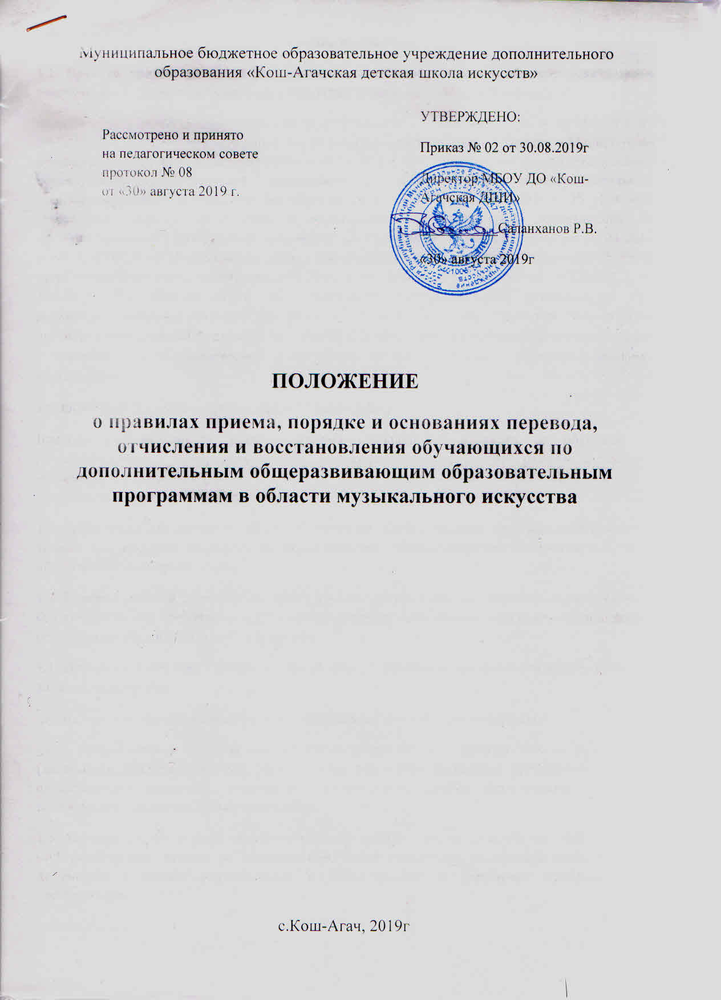 Муниципальное бюджетное образовательное учреждение дополнительного
образования «Кош-Агачская детская школа искусств»
Рассмотрено и принято
на педагогическом совете
протокол № 08
от «30» августа 2019 г.
УТВЕРЖДЕНО:
Приказ № 02 от 30.08.2019г
Директор МБОУ ДО «Кош-
Агачская ДШИ»
Саланханов Р.В.
«30» августа 2019г
ПОЛОЖЕНИЕ
о правилах приема, порядке и основаниях перевода,
отчисления и восстановления обучающихся по
дополнительным общеразвивающим образовательным
программам в области музыкального искусства
с.Кош-Агач, 2019г